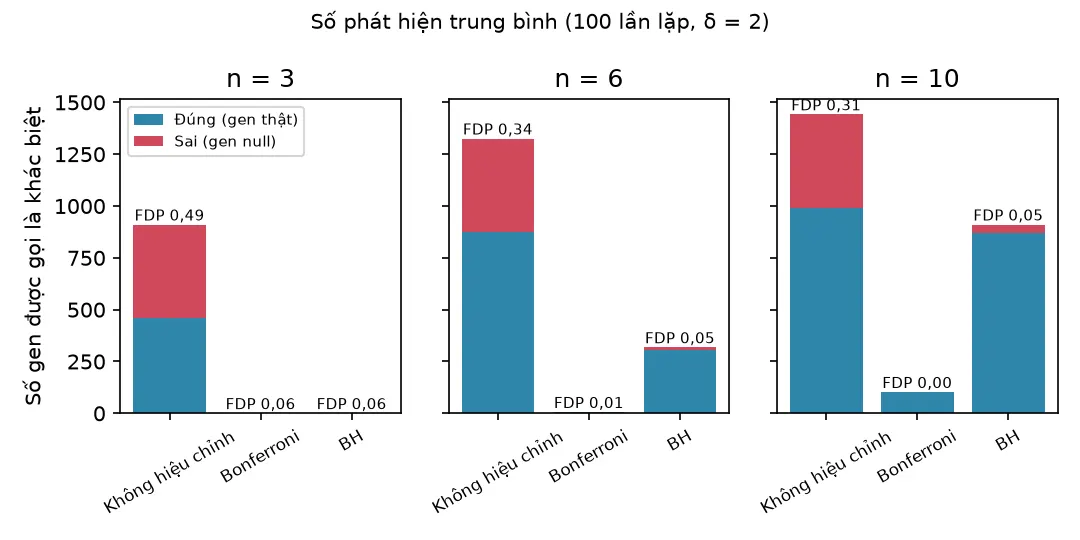 Số phát hiện trung bình (100 lần lặp, δ = 2)
n = 3
n = 6
n = 10
Số gen được gọi là khác biệt
1500
1250
1000
750
500
250
0
Đúng (gen thật)
Sai (gen null)
FDP 0,49
FDP 0,06
FDP 0,06
FDP 0,34
FDP 0,01
FDP 0,05
FDP 0,31
FDP 0,00
FDP 0,05
Không hiệu chỉnh
Bonferroni
BH
Không hiệu chỉnh
Bonferroni
BH
Không hiệu chỉnh
Bonferroni
BH